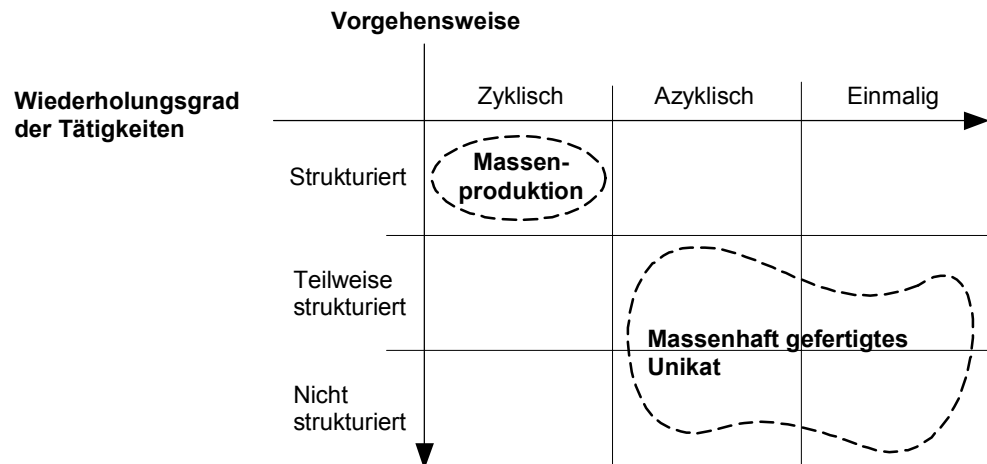 Vorgehensweise
Wiederholungsgrad
der Tätigkeiten
Zyklisch
Azyklisch
Einmalig
Strukturiert
Massen-
produktion
Teilweise
strukturiert
Massenhaft gefertigtes
Unikat
Nicht
strukturiert